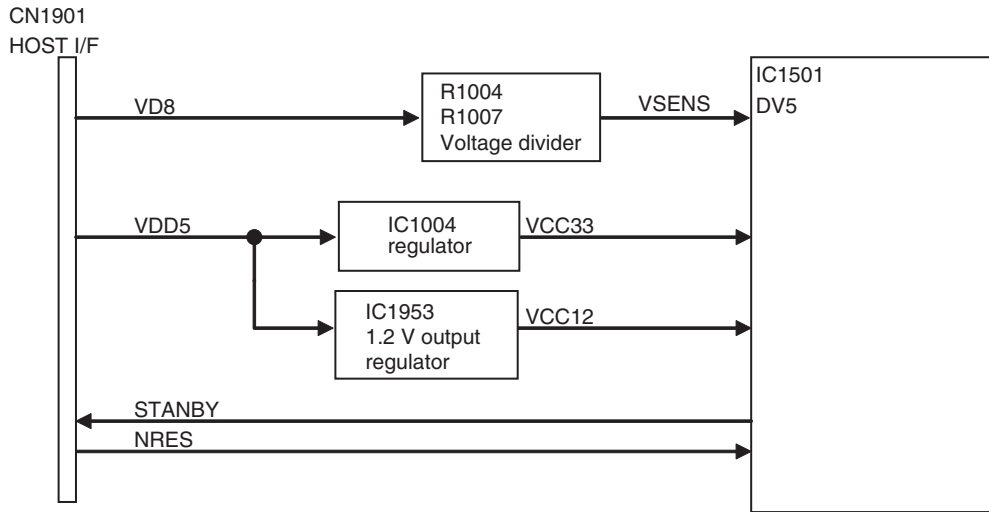 CN1901
HOST I/F
VD8
R1004
R1007
Voltage divider
VSENS
IC1501
DV5
VDD5
IC1004
regulator
VCC33
IC1953
1.2 V output
regulator
VCC12
STANBY
NRES